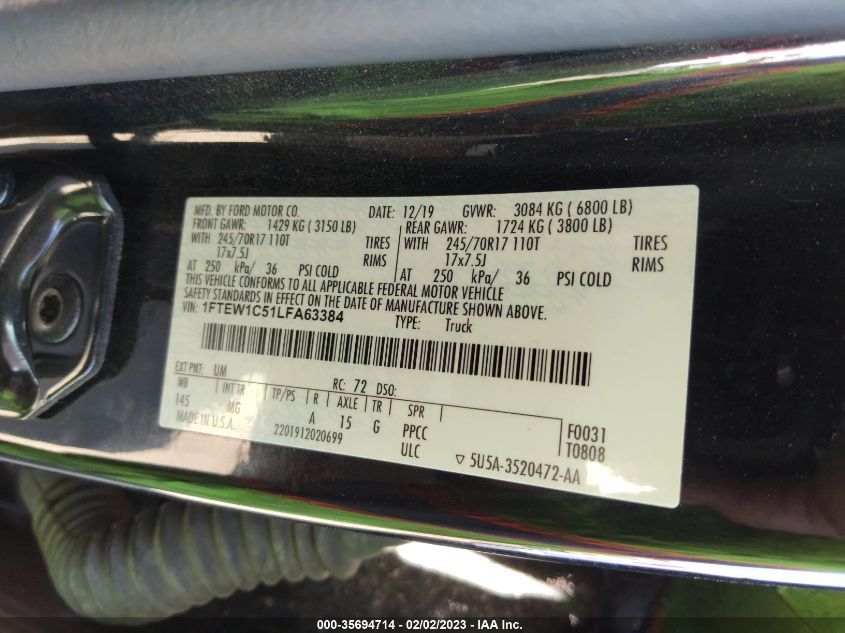 MFD. BY FORD MOTOR CO. DATE: 12/19 GVWR: 3084 KG ( 6800 LB)
FRONT GAWR: 1429 KG ( 3150 LB) REAR GAWR: 1724 KG ( 3800 LB)
WITH 245/70R17 110T TIRES WITH 245/70R17 110T TIRES
17x7.5J RIMS 17x7.5J RIMS
AT 250 kPa/ 36 PSI COLD AT 250 kPa/ 36 PSI COLD
THIS VEHICLE CONFORMS TO ALL APPLICABLE FEDERAL MOTOR VEHICLE
SAFETY STANDARDS IN EFFECT ON THE DATE OF MANUFACTURE SHOWN ABOVE.
VIN: 1FTEW1C51LFA63384 TYPE: Truck
EXT PNT: UM RC: 72 DSO:
WB INT TR TP/PS R AXLE TR SPR
145 MG A 15 G PPCC F0031
MADE IN U.S.A. 2201912020699 ULC T0808
▽ 5U5A-3520472-AA
000-35694714 - 02/02/2023 - © IAA, Inc.